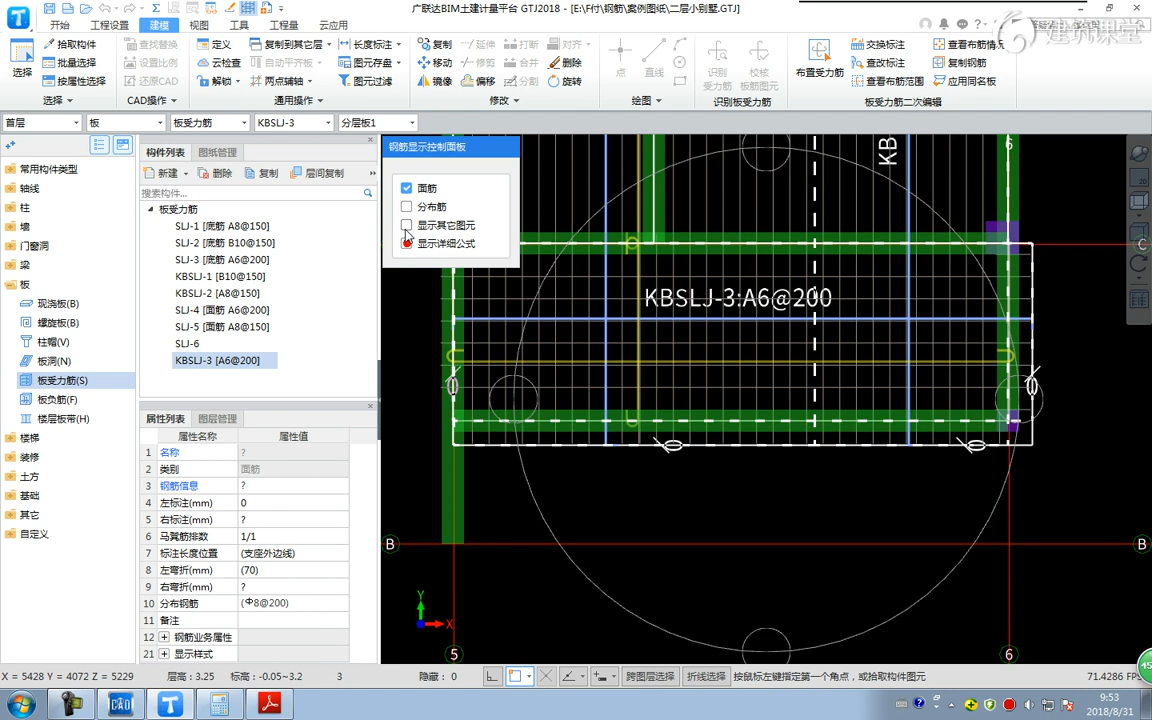 广联达BIM土建计量平台 GTJ2018 - [E:\F付\钢筋\案例图纸\二层小别墅.GTJ]
开始 工程设置 建模 视图 工具 工程量 云应用
建筑课堂
选择 拾取构件 批量选择 按属性选择 选择
查找替换 设置比例 还原CAD CAD操作
定义 云检查 解锁 复制到其它层 自动平齐板 两点辅轴 长度标注 图元存盘 图元过滤 通用操作
复制 移动 镜像 延伸 修剪 偏移 打断 合并 分割 对齐 删除 旋转 修改
点 直线 绘图
识别受力筋 校核板筋图元 识别板受力筋
布置受力筋 交换标注 查改标注 查看布筋范围 查看布筋情况 复制钢筋 应用同名板 板受力筋二次编辑
首层 板 板受力筋 KBSLJ-3 分层板1
常用构件类型
轴线
柱
墙
门窗洞
梁
板
现浇板(B)
螺旋板(B)
柱帽(V)
板洞(N)
板受力筋(S)
板负筋(F)
楼层板带(H)
楼梯
装修
土方
基础
其它
自定义
构件列表 图纸管理
新建 删除 复制 层间复制
搜索构件...
板受力筋
SLJ-1 [底筋 A8@150]
SLJ-2 [底筋 B10@150]
SLJ-3 [底筋 A6@200]
KBSLJ-1 [B10@150]
KBSLJ-2 [A8@150]
SLJ-4 [面筋 A6@200]
SLJ-5 [面筋 A8@150]
SLJ-6
KBSLJ-3 [A6@200]
属性列表 图层管理
属性名称 属性值
1 名称 ?
2 类别 面筋
3 钢筋信息 ?
4 左标注(mm) 0
5 右标注(mm) ?
6 马凳筋排数 1/1
7 标注长度位置 (支座外边线)
8 左弯折(mm) (70)
9 右弯折(mm) ?
10 分布钢筋 (Φ8@200)
11 备注
12 + 钢筋业务属性
21 + 显示样式
钢筋显示控制面板
面筋
分布筋
显示其它图元
显示详细公式
KB
6
C
KBSLJ-3:A6@200
0
0
0
0
B
B
Y
X
5
6
X = 5428 Y = 4072 Z = 5229 层高 : 3.25 标高 : -0.05~3.2 3 隐藏 : 0 跨图层选择 折线选择 按鼠标左键指定第一个角点，或拾取构件图元 71.4286 FPS
45
9:53
2018/8/31